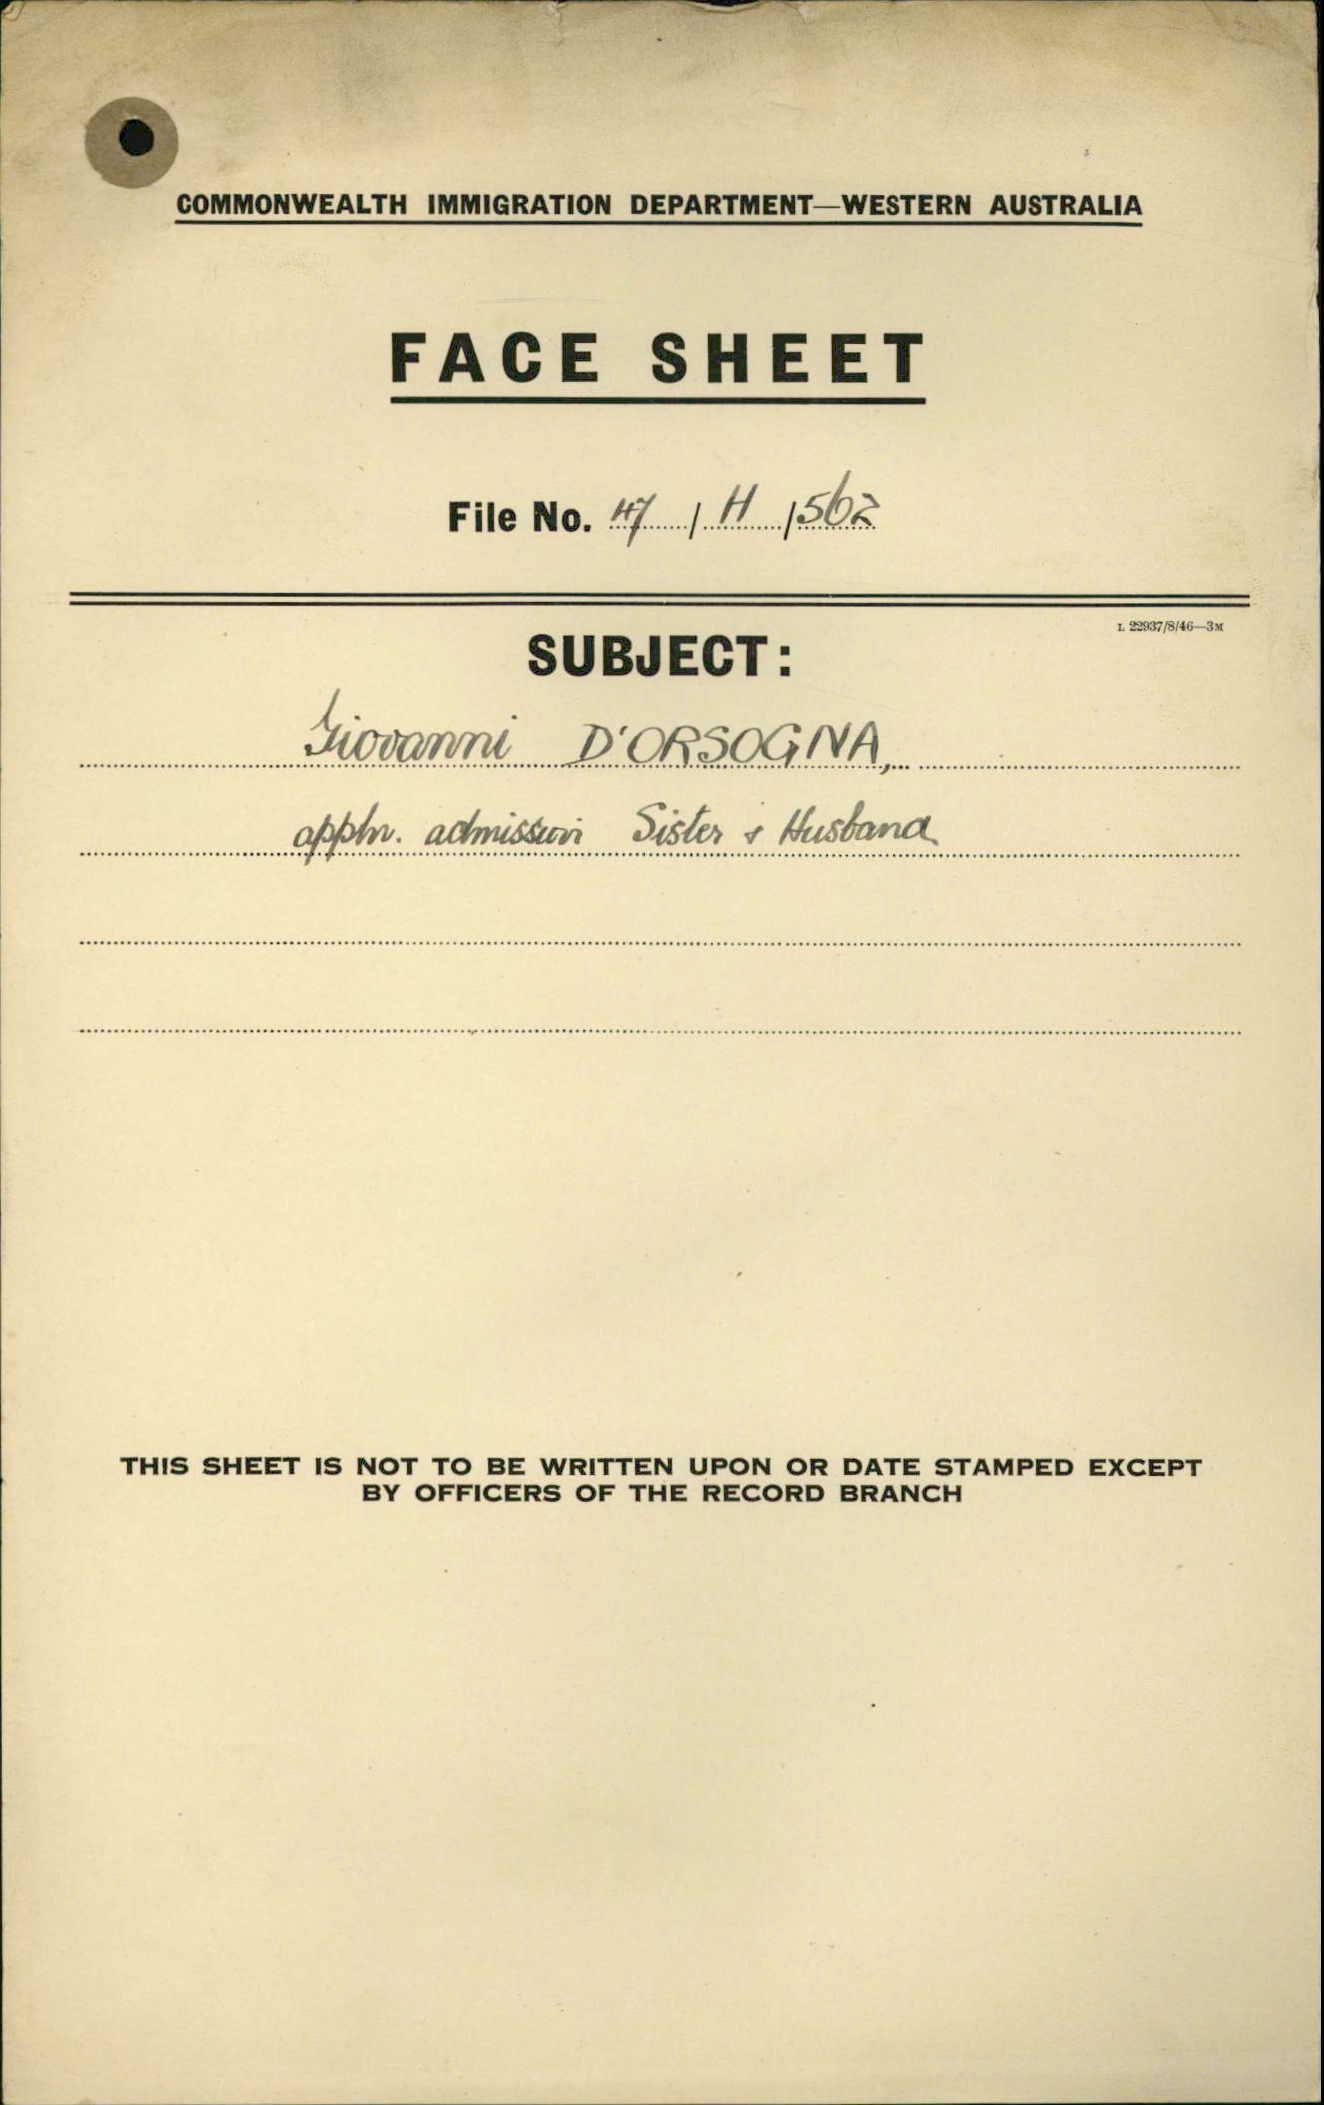 COMMONWEALTH IMMIGRATION DEPARTMENT—WESTERN AUSTRALIA
FACE SHEET
File No. 47 / H / 562
L 22937/8/46—3M
SUBJECT:
Giovanni D'ORSOGNA,
appln. admission Sister & Husband
THIS SHEET IS NOT TO BE WRITTEN UPON OR DATE STAMPED EXCEPT
BY OFFICERS OF THE RECORD BRANCH